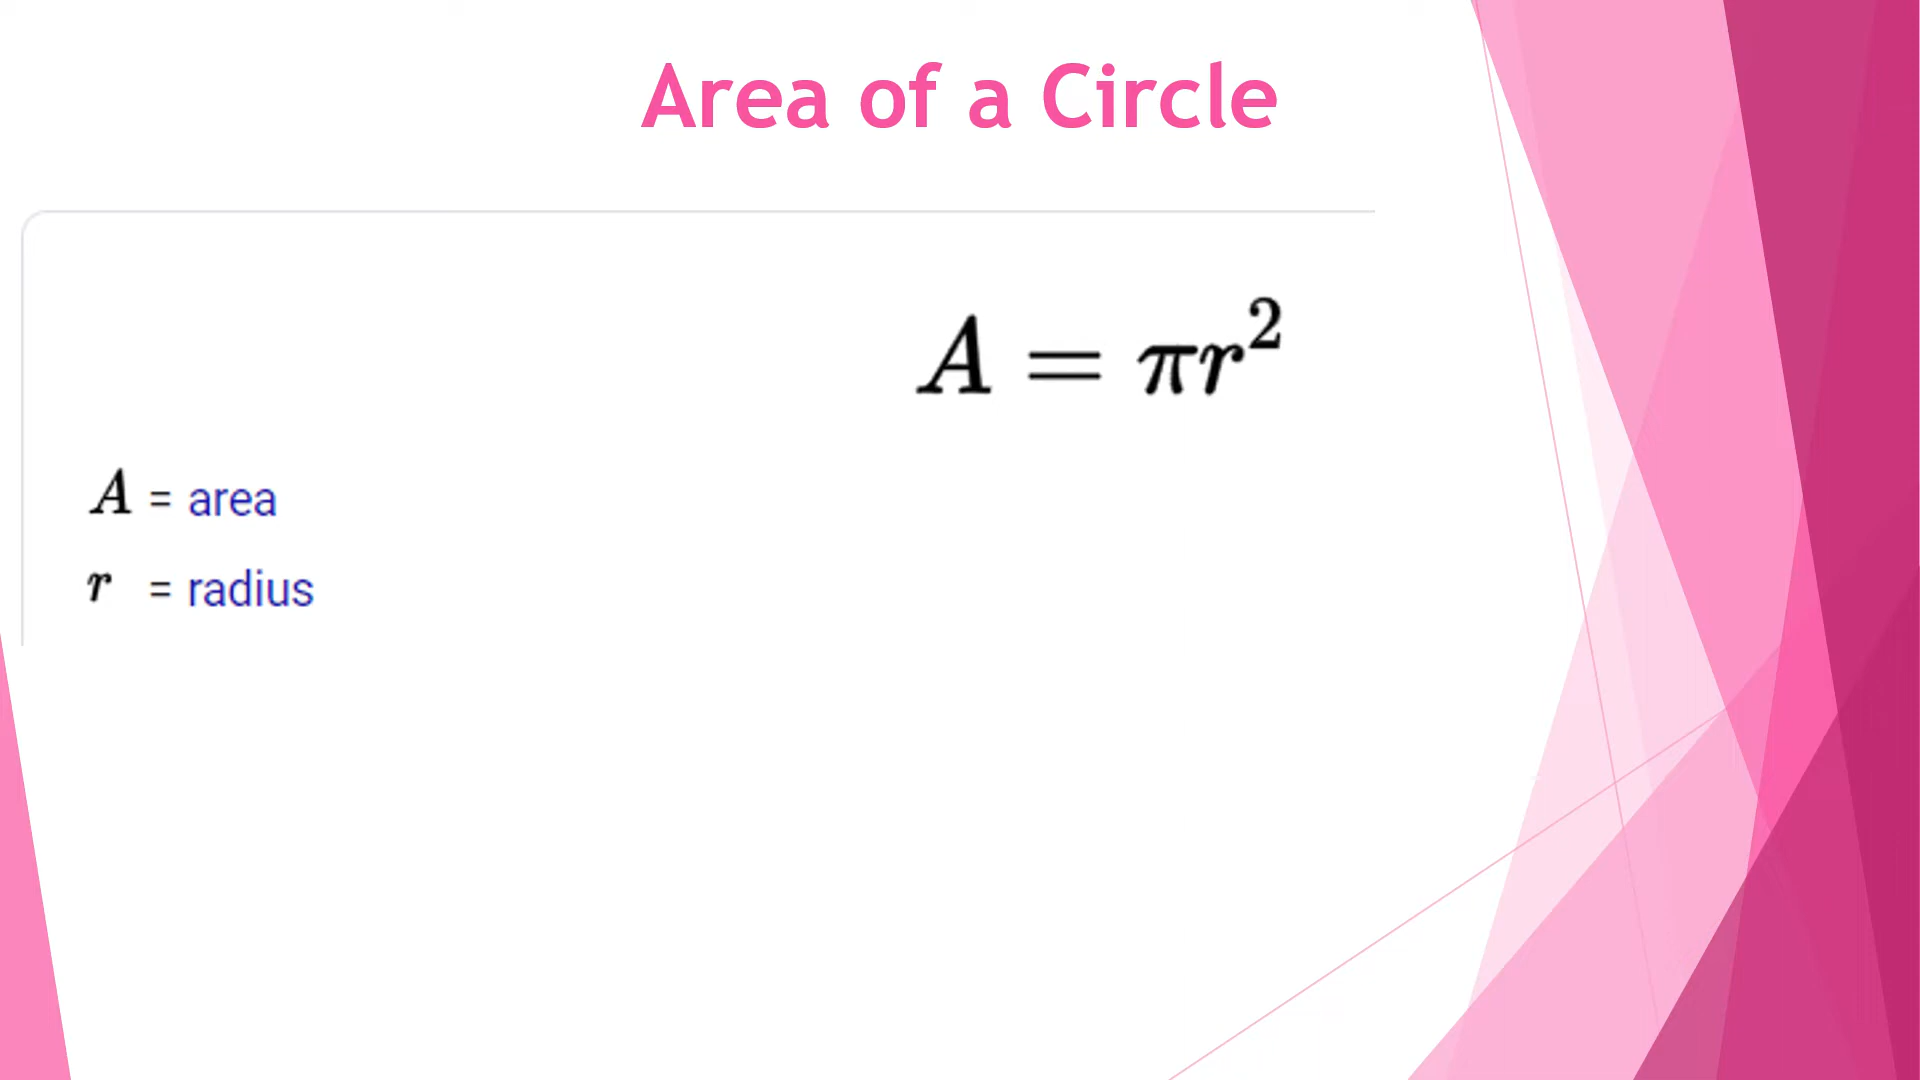 Area of a Circle
A = πr²
A = area
r = radius